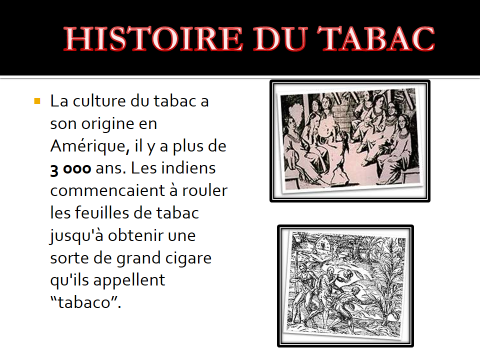 HISTOIRE DU TABAC
La culture du tabac a
son origine en
Amérique, il y a plus de
3 000 ans. Les indiens
commencaient à rouler
les feuilles de tabac
jusqu'à obtenir une
sorte de grand cigare
qu'ils appellent
“tabaco”.